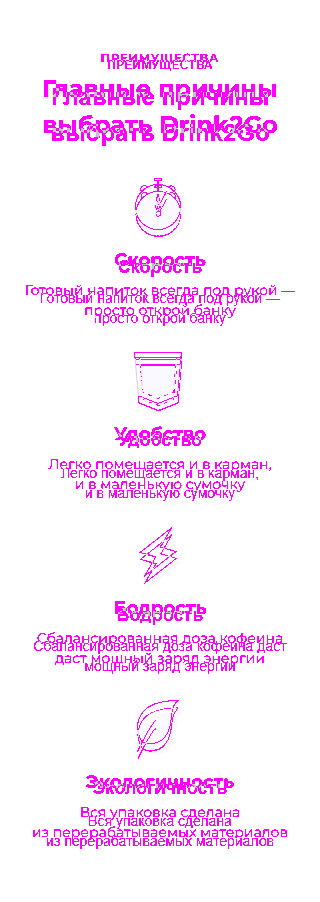 ПРЕИМУЩЕСТВА
ПРЕИМУЩЕСТВА
Главные причины
Главные причины
выбрать Drink2Go
выбрать Drink2Go
Скорость
Скорость
Готовый напиток всегда под рукой —
Готовый напиток всегда под рукой —
просто открой банку
просто открой банку
Удобство
Удобство
Легко помещается и в карман,
Легко помещается и в карман,
и в маленькую сумочку
и в маленькую сумочку
Бодрость
Бодрость
Сбалансированная доза кофеина
Сбалансированная доза кофеина даст
даст мощный заряд энергии
мощный заряд энергии
Экологичность
Экологичность
Вся упаковка сделана
Вся упаковка сделана
из перерабатываемых материалов
из перерабатываемых материалов